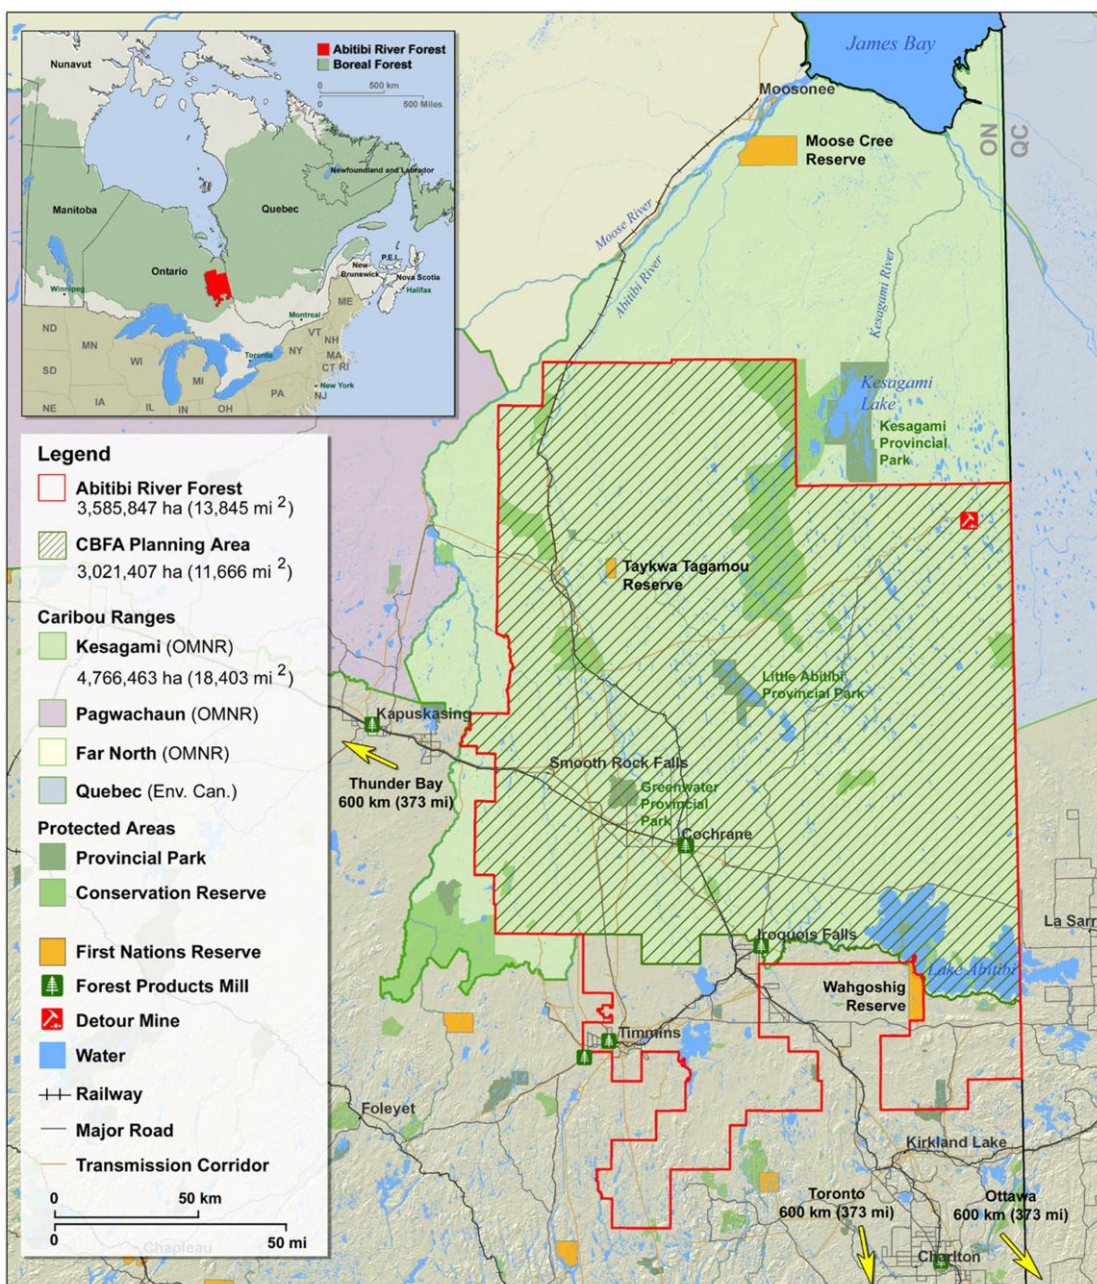 Nunavut
Abitibi River Forest
Boreal Forest
0 500 km
0 500 Miles
Newfoundland and Labrador
Manitoba
Quebec
Ontario
P.E.I.
New Brunswick
Nova Scotia
Halifax
Winnipeg
Montreal
ME
ND
MN
VT
NH
Toronto
NY
MA
SD
WI
MI
CT RI
PA
New York
NJ
NE
IA
IL
IN
OH
James Bay
Moosonee
ON
QC
Moose Cree
Reserve
Moose River
Abitibi River
Kesagami River
Kesagami
Lake
Kesagami
Provincial
Park
Legend
Abitibi River Forest
3,585,847 ha (13,845 mi 2)
CBFA Planning Area
3,021,407 ha (11,666 mi 2)
Caribou Ranges
Kesagami (OMNR)
4,766,463 ha (18,403 mi 2)
Pagwachaun (OMNR)
Far North (OMNR)
Quebec (Env. Can.)
Protected Areas
Provincial Park
Conservation Reserve
First Nations Reserve
Forest Products Mill
Detour Mine
Water
Railway
Major Road
Transmission Corridor
0 50 km
0 50 mi
Chapleau
Taykwa Tagamou
Reserve
Little Abitibi
Provincial Park
Kapuskasing
Thunder Bay
600 km (373 mi)
Smooth Rock Falls
Greenwater
Provincial
Park
Cochrane
La Sarr
Iroquois Falls
Lake Abitibi
Wahgoshig
Reserve
Timmins
Foleyet
Kirkland Lake
Toronto
600 km (373 mi)
Ottawa
600 km (373 mi)
Charlton